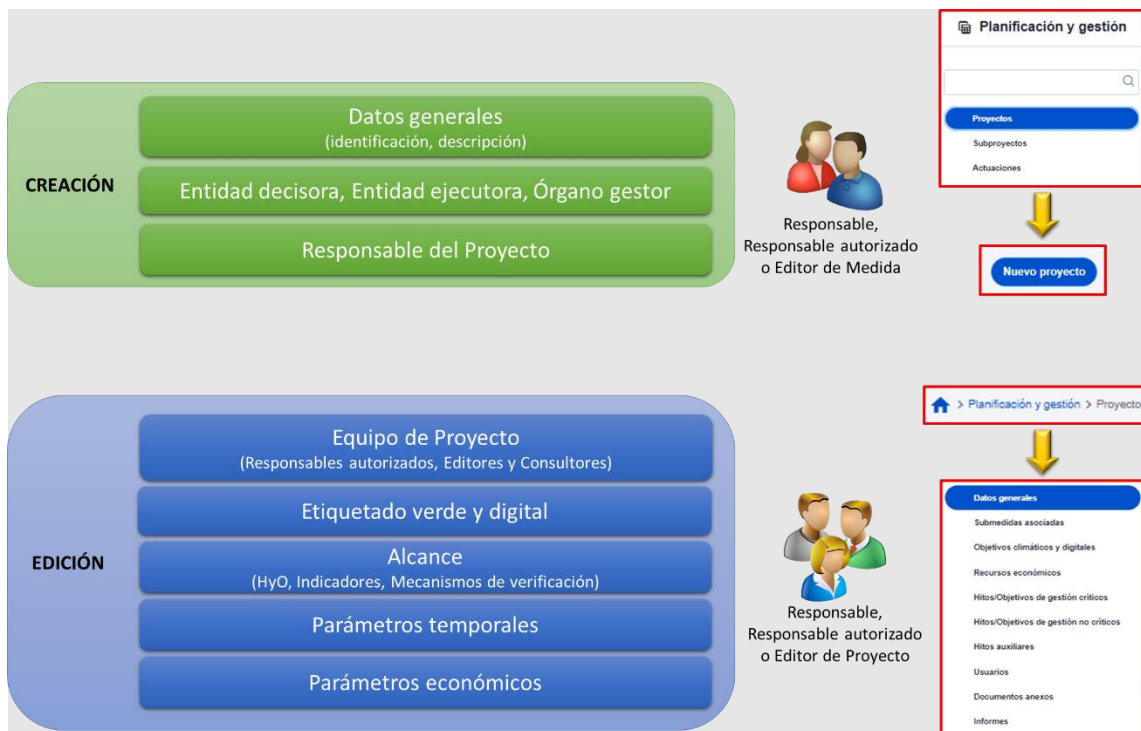 CREACIÓN
Datos generales
(identificación, descripción)
Entidad decisora, Entidad ejecutora, Órgano gestor
Responsable del Proyecto
Responsable,
Responsable autorizado
o Editor de Medida
Planificación y gestión
Proyectos
Subproyectos
Actuaciones
Nuevo proyecto
EDICIÓN
Equipo de Proyecto
(Responsables autorizados, Editores y Consultores)
Etiquetado verde y digital
Alcance
(HyO, Indicadores, Mecanismos de verificación)
Parámetros temporales
Parámetros económicos
Responsable,
Responsable autorizado
o Editor de Proyecto
> Planificación y gestión > Proyecto
Datos generales
Submedidas asociadas
Objetivos climáticos y digitales
Recursos económicos
Hitos/Objetivos de gestión críticos
Hitos/Objetivos de gestión no críticos
Hitos auxiliares
Usuarios
Documentos anexos
Informes